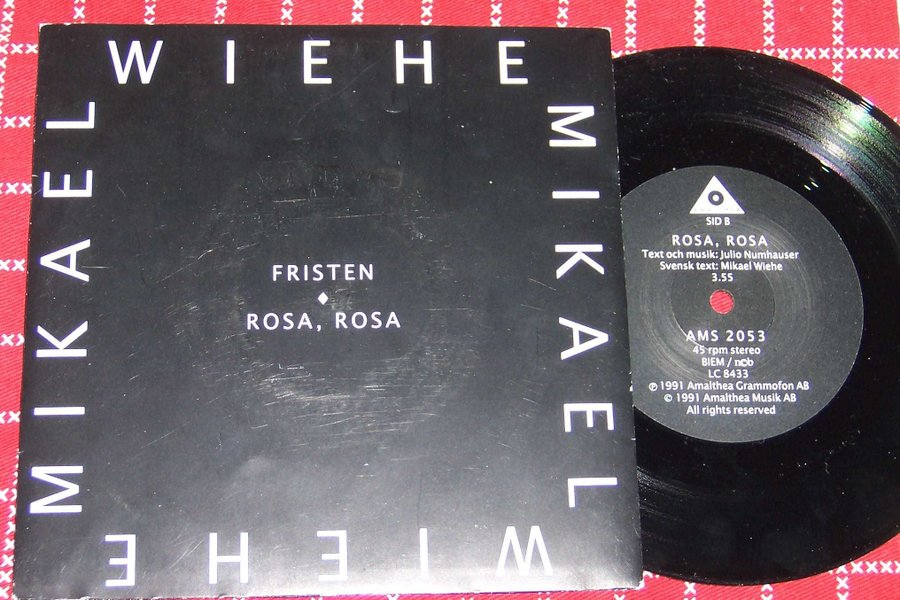 WIEHE
MIKAEL
MIKAEL
WIEHE
FRISTEN
ROSA, ROSA
SID B
ROSA, ROSA
Text och musik: Julio Numhauser
Svensk text: Mikael Wiehe
3.55
AMS 2053
45 rpm stereo
BIEM / ncb
LC 8433
℗ 1991 Amalthea Grammofon AB
© 1991 Amalthea Musik AB
All rights reserved